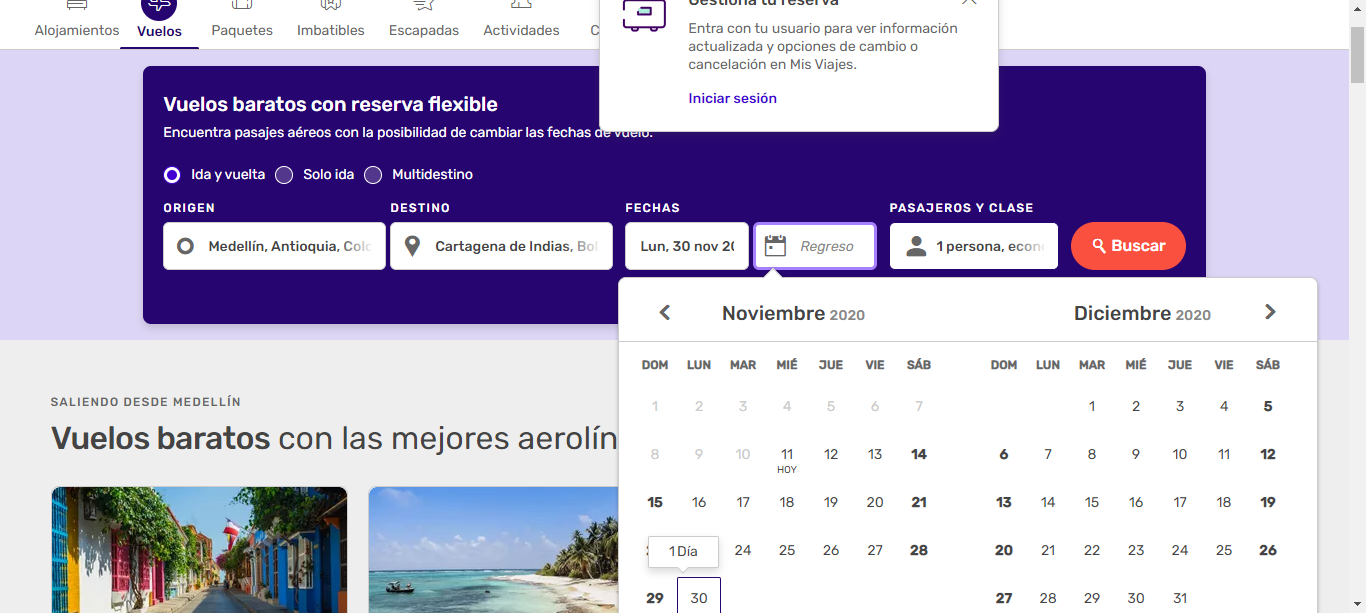 Gestiona tu reserva
Alojamientos
Vuelos
Paquetes
Imbatibles
Escapadas
Actividades
C
Entra con tu usuario para ver información
actualizada y opciones de cambio o
cancelación en Mis Viajes.
Iniciar sesión
Vuelos baratos con reserva flexible
Encuentra pasajes aéreos con la posibilidad de cambiar las fechas de vuelo.
Ida y vuelta Solo ida Multidestino
ORIGEN DESTINO FECHAS PASAJEROS Y CLASE
Medellín, Antioquia, Colo Cartagena de Indias, Bol Lun, 30 nov 20 Regreso 1 persona, econ Buscar
Noviembre 2020 Diciembre 2020
DOM LUN MAR MIÉ JUE VIE SÁB DOM LUN MAR MIÉ JUE VIE SÁB
1 2 3 4 5 6 7 1 2 3 4 5
8 9 10 11 12 13 14 6 7 8 9 10 11 12
HOY
15 16 17 18 19 20 21 13 14 15 16 17 18 19
1 Día 24 25 26 27 28 20 21 22 23 24 25 26
29 30 27 28 29 30 31
SALIENDO DESDE MEDELLÍN
Vuelos baratos con las mejores aerolín